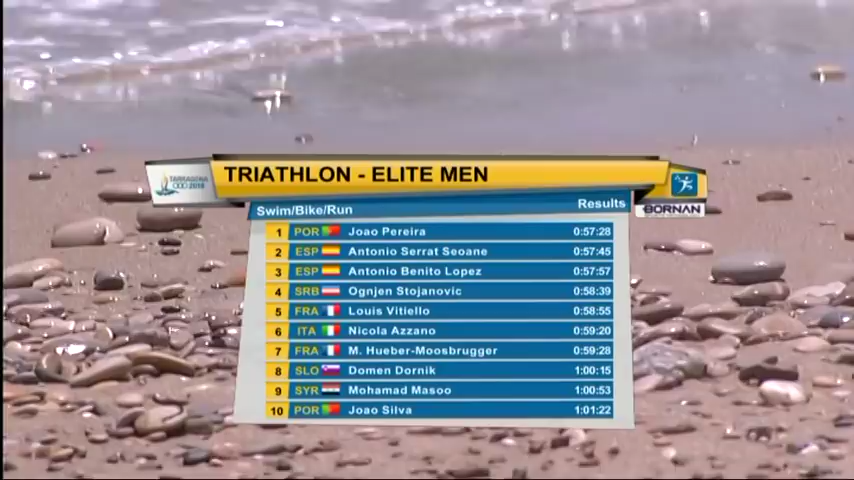 TARRAGONA
2018
TRIATHLON - ELITE MEN
BORNAN
Swim/Bike/Run Results
1 POR Joao Pereira 0:57:28
2 ESP Antonio Serrat Seoane 0:57:45
3 ESP Antonio Benito Lopez 0:57:57
4 SRB Ognjen Stojanovic 0:58:39
5 FRA Louis Vitiello 0:58:55
6 ITA Nicola Azzano 0:59:20
7 FRA M. Hueber-Moosbrugger 0:59:28
8 SLO Domen Dornik 1:00:15
9 SYR Mohamad Masoo 1:00:53
10 POR Joao Silva 1:01:22